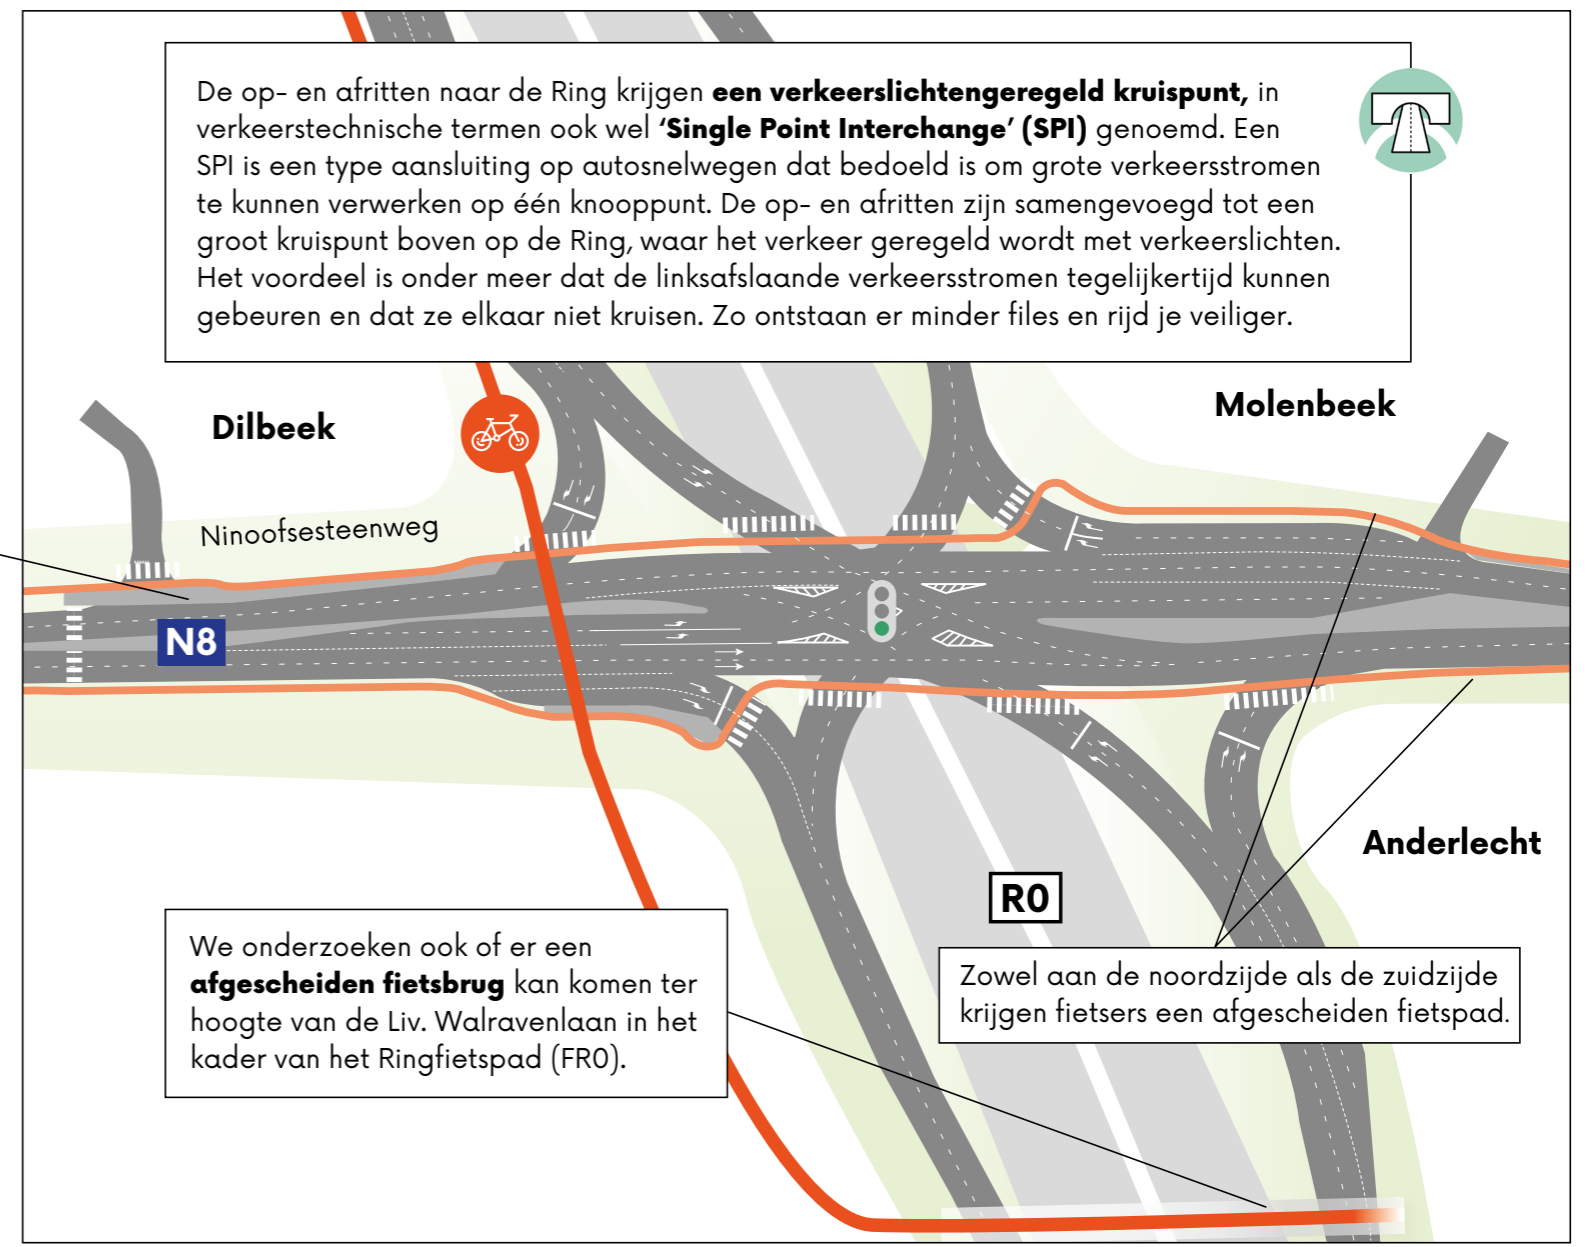 De op- en afritten naar de Ring krijgen een verkeerslichtengeregeld kruispunt, in
verkeerstechnische termen ook wel ‘Single Point Interchange’ (SPI) genoemd. Een
SPI is een type aansluiting op autosnelwegen dat bedoeld is om grote verkeersstromen
te kunnen verwerken op één knooppunt. De op- en afritten zijn samengevoegd tot een
groot kruispunt boven op de Ring, waar het verkeer geregeld wordt met verkeerslichten.
Het voordeel is onder meer dat de linksafslaande verkeersstromen tegelijkertijd kunnen
gebeuren en dat ze elkaar niet kruisen. Zo ontstaan er minder files en rijd je veiliger.
Dilbeek
Molenbeek
Ninoofsesteenweg
N8
Anderlecht
R0
We onderzoeken ook of er een
afgescheiden fietsbrug kan komen ter
hoogte van de Liv. Walravenlaan in het
kader van het Ringfietspad (FR0).
Zowel aan de noordzijde als de zuidzijde
krijgen fietsers een afgescheiden fietspad.